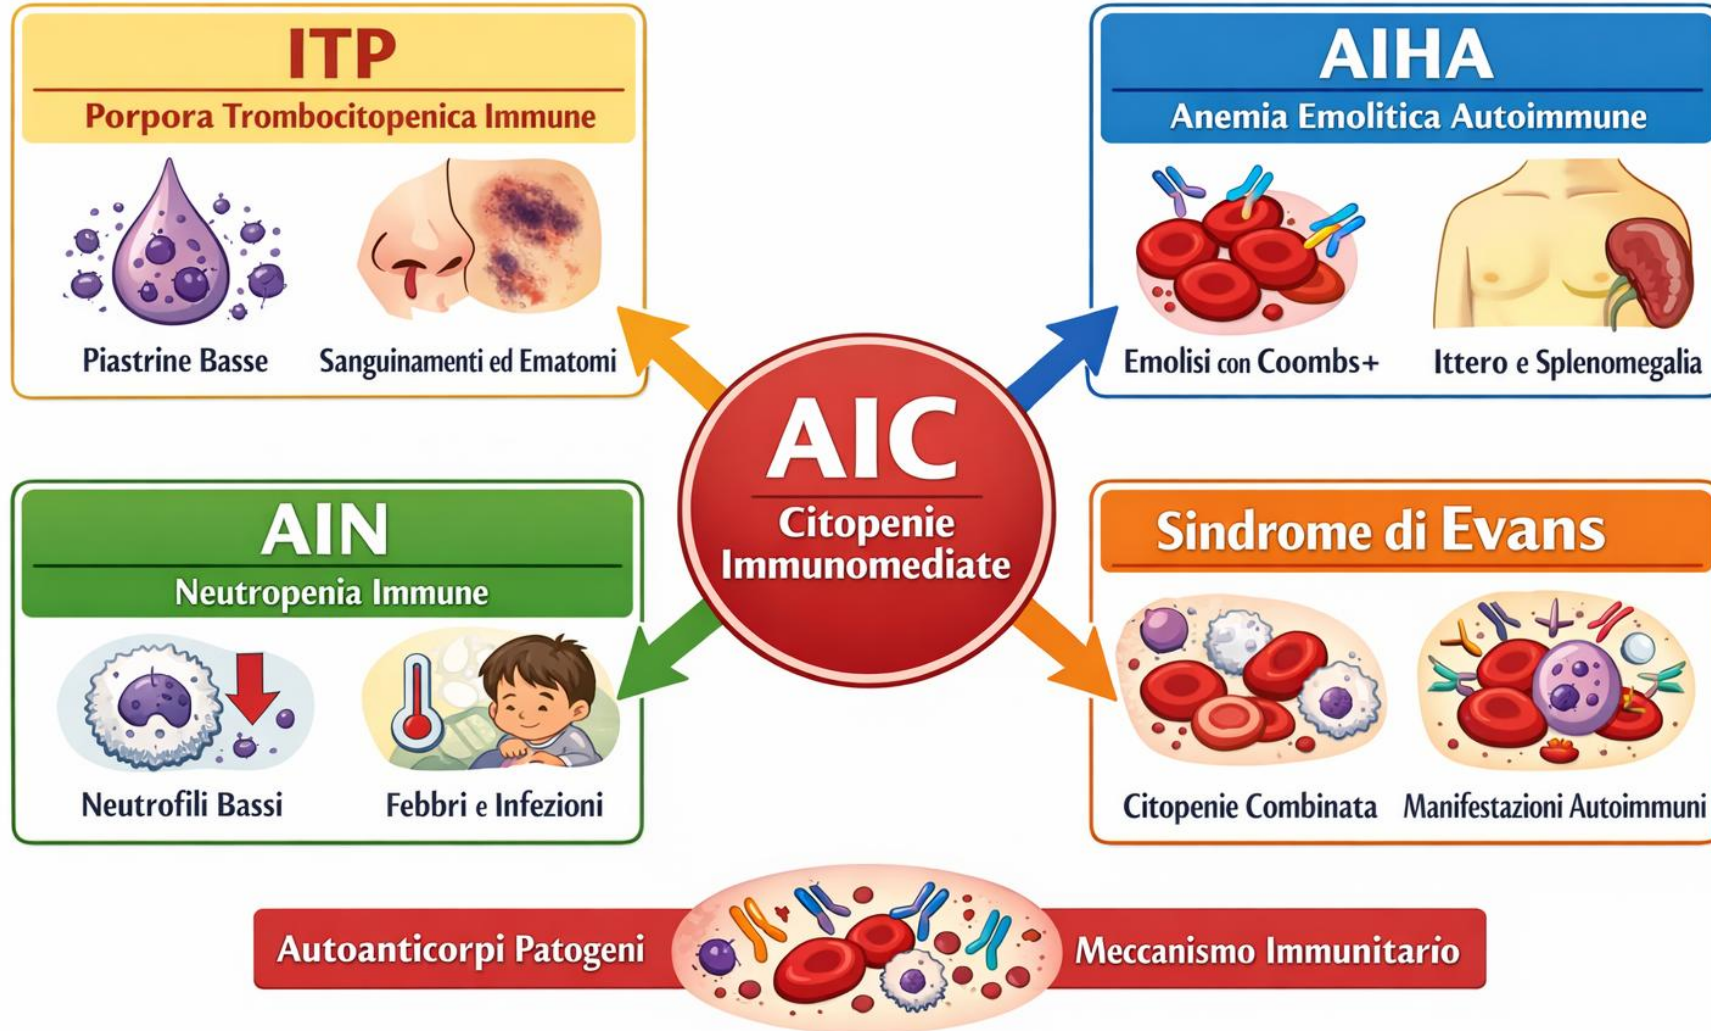 ITP
Porpora Trombocitopenica Immune
Piastrine Basse
Sanguinamenti ed Ematomi
AIHA
Anemia Emolitica Autoimmune
Emolisi con Coombs+
Ittero e Splenomegalia
AIC
Citopenie
Immunomediate
AIN
Neutropenia Immune
Neutrofili Bassi
Febbri e Infezioni
Sindrome di Evans
Citopenie Combinata
Manifestazioni Autoimmuni
Autoanticorpi Patogeni
Meccanismo Immunitario